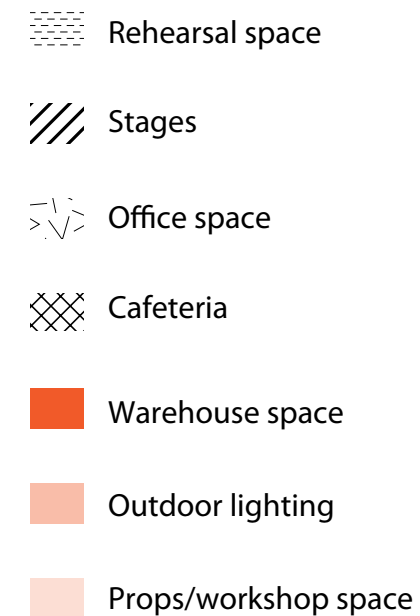 Rehearsal space
Stages
Office space
Cafeteria
Warehouse space
Outdoor lighting
Props/workshop space